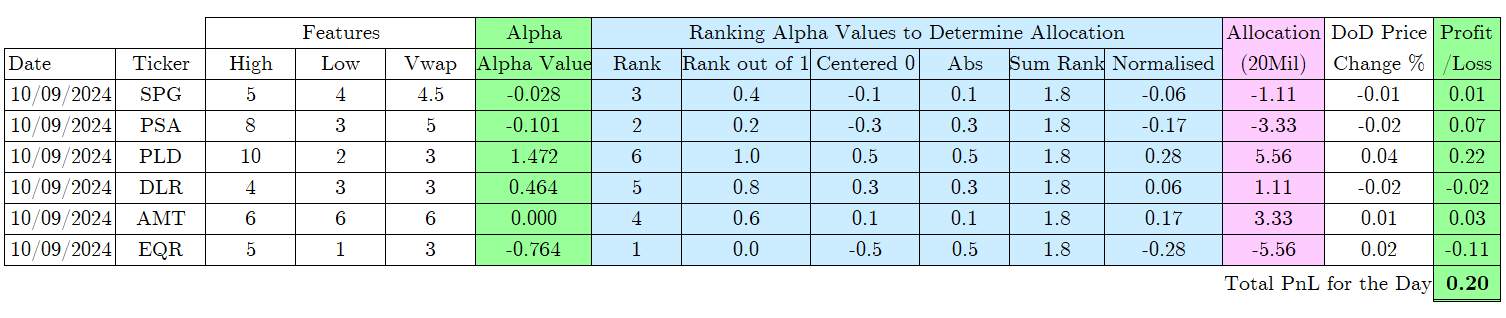 Features Alpha Ranking Alpha Values to Determine Allocation Allocation DoD Price Profit
Date Ticker High Low Vwap Alpha Value Rank Rank out of 1 Centered 0 Abs Sum Rank Normalised (20Mil) Change % /Loss
10/09/2024 SPG 5 4 4.5 -0.028 3 0.4 -0.1 0.1 1.8 -0.06 -1.11 -0.01 0.01
10/09/2024 PSA 8 3 5 -0.101 2 0.2 -0.3 0.3 1.8 -0.17 -3.33 -0.02 0.07
10/09/2024 PLD 10 2 3 1.472 6 1.0 0.5 0.5 1.8 0.28 5.56 0.04 0.22
10/09/2024 DLR 4 3 3 0.464 5 0.8 0.3 0.3 1.8 0.06 1.11 -0.02 -0.02
10/09/2024 AMT 6 6 6 0.000 4 0.6 0.1 0.1 1.8 0.17 3.33 0.01 0.03
10/09/2024 EQR 5 1 3 -0.764 1 0.0 -0.5 0.5 1.8 -0.28 -5.56 0.02 -0.11
Total PnL for the Day 0.20